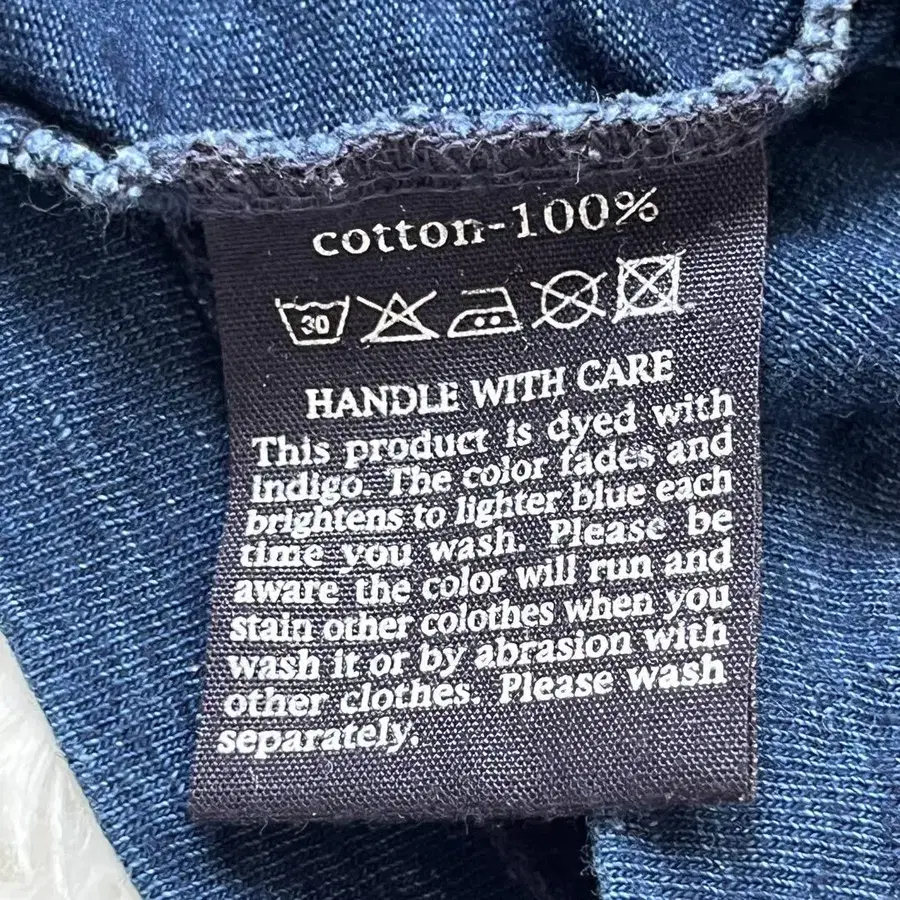 cotton-100%
30
HANDLE WITH CARE
This product is dyed with
Indigo. The color fades and
brightens to lighter blue each
time you wash. Please be
aware the color will run and
stain other colothes when you
wash it or by abrasion with
other clothes. Please wash
separately.